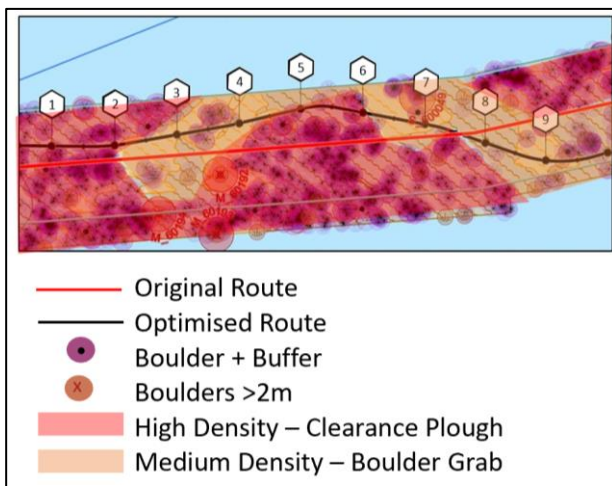 1
2
3
4
5
6
7
8
9
M_60192
Original Route
Optimised Route
Boulder + Buffer
X
Boulders >2m
High Density – Clearance Plough
Medium Density – Boulder Grab